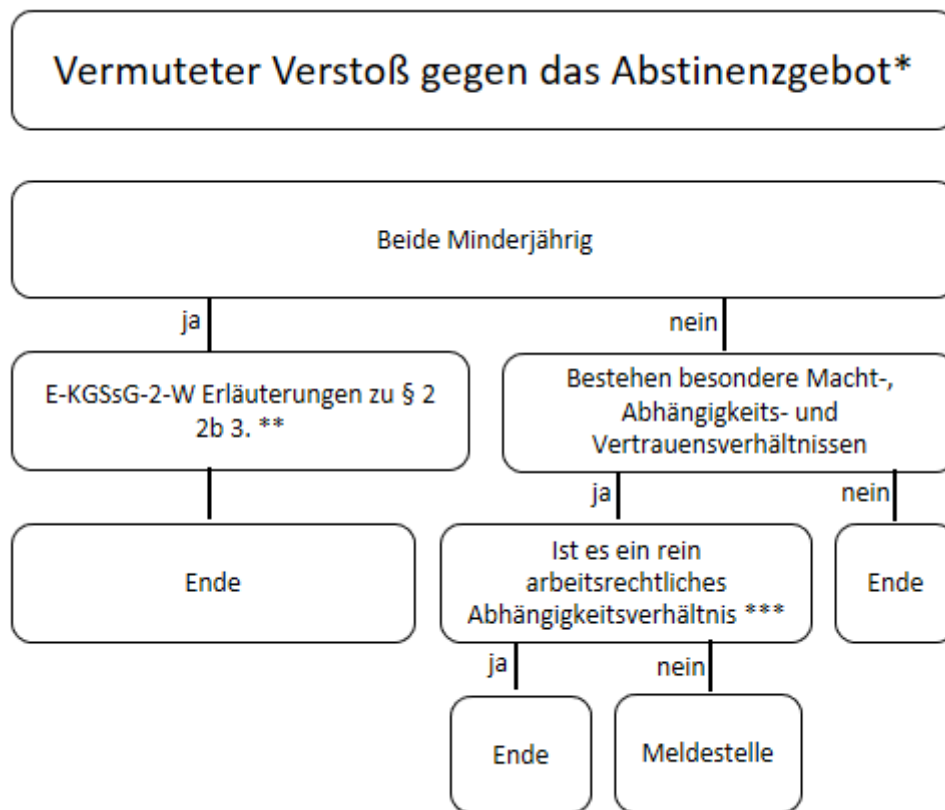 Vermuteter Verstoß gegen das Abstinenzgebot*
Beide Minderjährig
ja
nein
E-KGSsG-2-W Erläuterungen zu § 2
2b 3. **
Bestehen besondere Macht-,
Abhängigkeits- und
Vertrauensverhältnissen
ja
nein
Ende
Ist es ein rein
arbeitsrechtliches
Abhängigkeitsverhältnis ***
Ende
ja
nein
Ende
Meldestelle